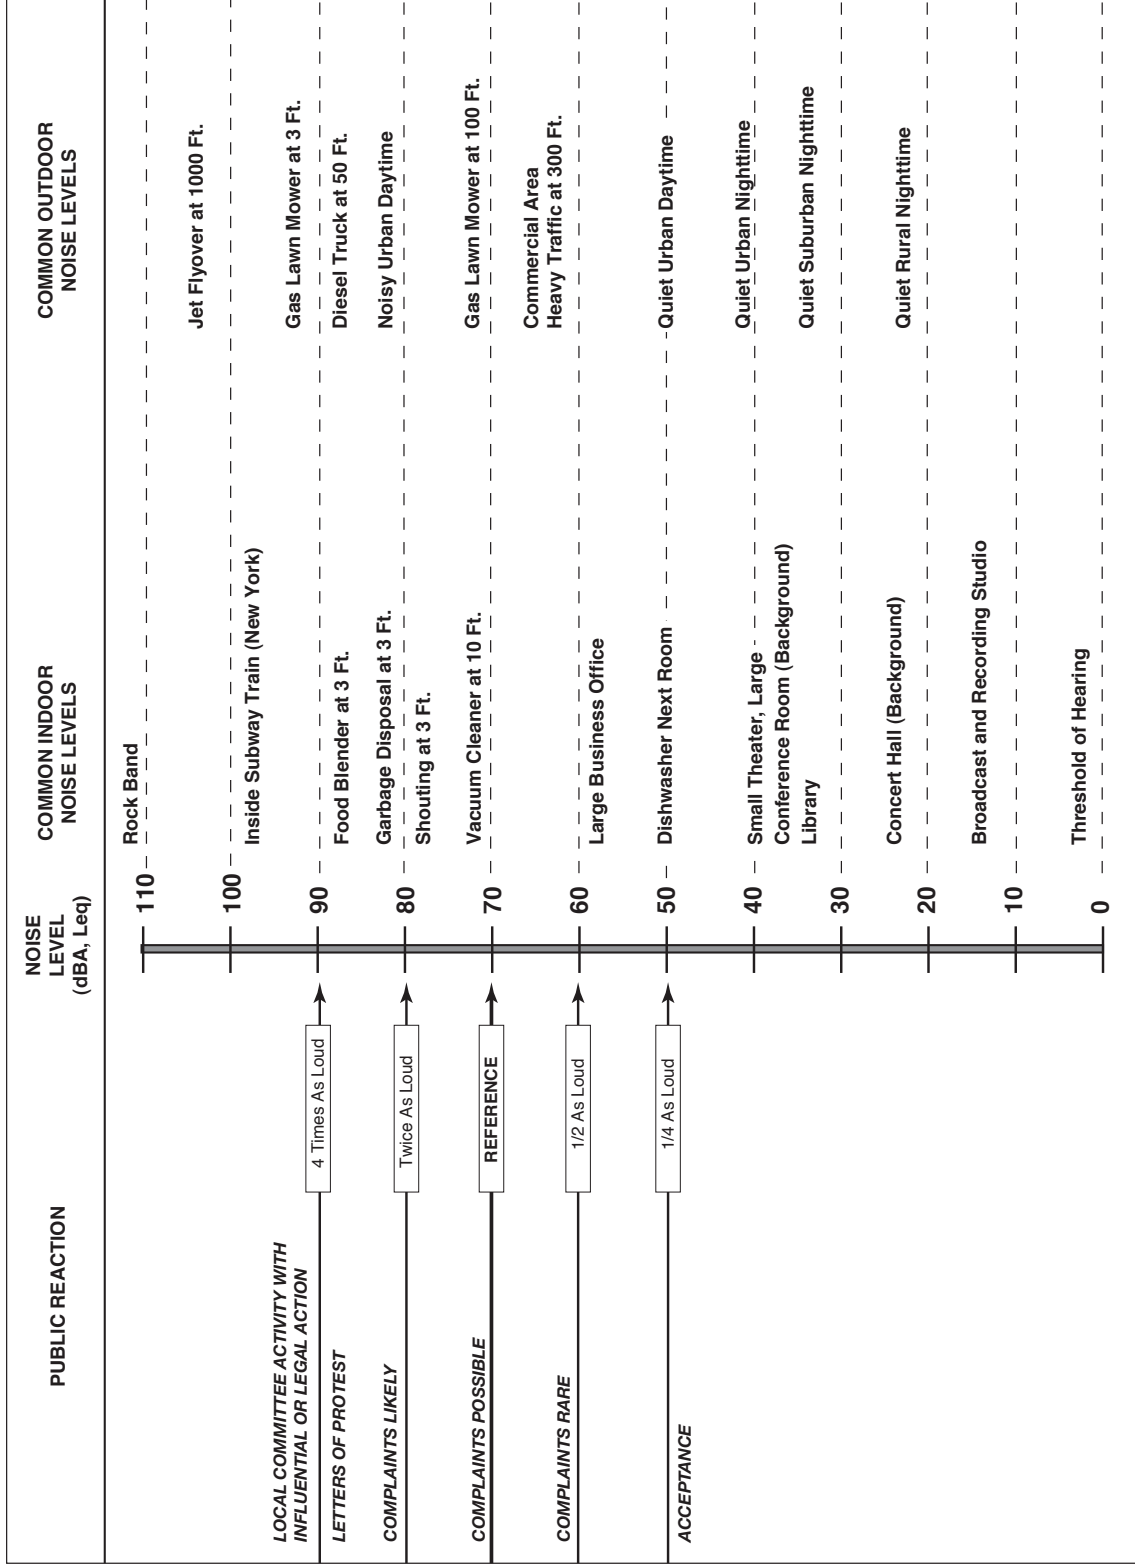 PUBLIC REACTION
NOISE
LEVEL
(dBA, Leq)
COMMON INDOOR
NOISE LEVELS
COMMON OUTDOOR
NOISE LEVELS
LOCAL COMMITTEE ACTIVITY WITH
INFLUENTIAL OR LEGAL ACTION
LETTERS OF PROTEST
COMPLAINTS LIKELY
COMPLAINTS POSSIBLE
COMPLAINTS RARE
ACCEPTANCE
4 Times As Loud
Twice As Loud
REFERENCE
1/2 As Loud
1/4 As Loud
110
100
90
80
70
60
50
40
30
20
10
0
Rock Band
Inside Subway Train (New York)
Food Blender at 3 Ft.
Garbage Disposal at 3 Ft.
Shouting at 3 Ft.
Vacuum Cleaner at 10 Ft.
Large Business Office
Dishwasher Next Room
Small Theater, Large
Conference Room (Background)
Library
Concert Hall (Background)
Broadcast and Recording Studio
Threshold of Hearing
Jet Flyover at 1000 Ft.
Gas Lawn Mower at 3 Ft.
Diesel Truck at 50 Ft.
Noisy Urban Daytime
Gas Lawn Mower at 100 Ft.
Commercial Area
Heavy Traffic at 300 Ft.
Quiet Urban Daytime
Quiet Urban Nighttime
Quiet Suburban Nighttime
Quiet Rural Nighttime